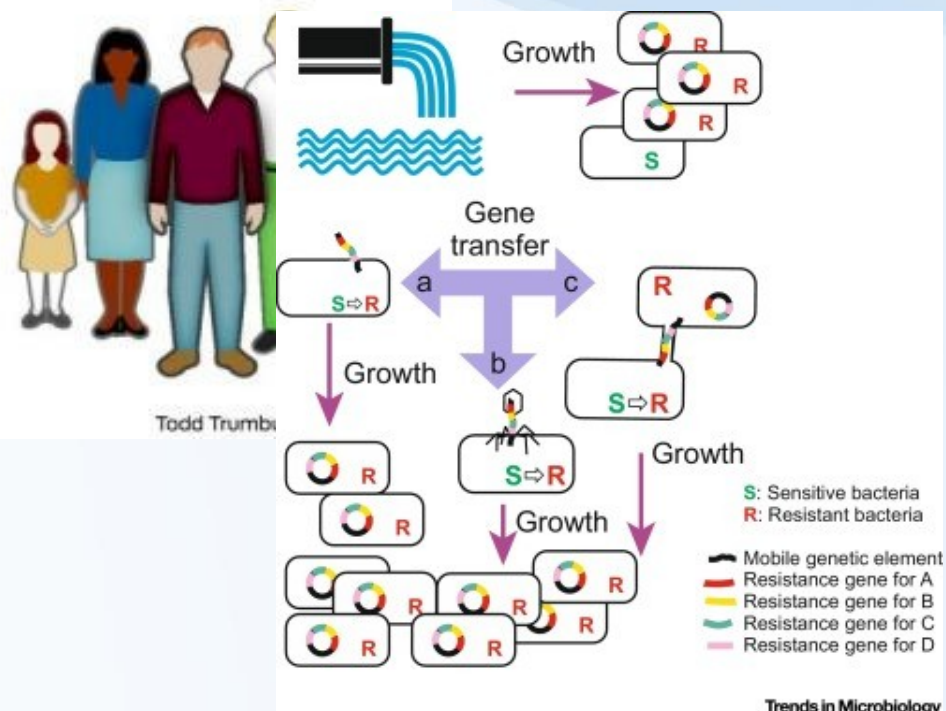 Growth
R
R
R
S
Gene
transfer
a
c
b
S⇨R
R
S⇨R
Growth
S⇨R
Growth
Growth
R
R
R
R
R
R
R
R
S: Sensitive bacteria
R: Resistant bacteria
Mobile genetic element
Resistance gene for A
Resistance gene for B
Resistance gene for C
Resistance gene for D
Todd
Trends in Microbiology